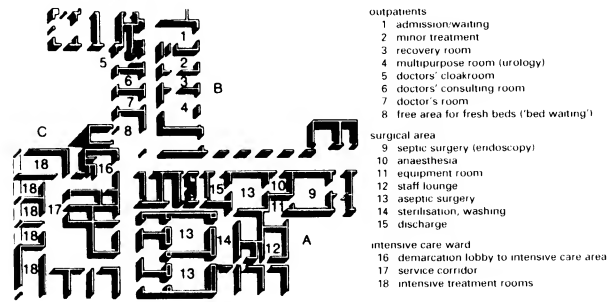 outpatients
1 admission/waiting
2 minor treatment
3 recovery room
4 multipurpose room (urology)
5 doctors' cloakroom
6 doctors' consulting room
7 doctor's room
8 free area for fresh beds ('bed waiting')
surgical area
9 septic surgery (endoscopy)
10 anaesthesia
11 equipment room
12 staff lounge
13 aseptic surgery
14 sterilisation, washing
15 discharge
intensive care ward
16 demarcation lobby to intensive care area
17 service corridor
18 intensive treatment rooms
1
5
2
6
3
B
7
4
C
8
18
16
18
15
13
10
9
18
17
11
18
13
14
A
12
18
13